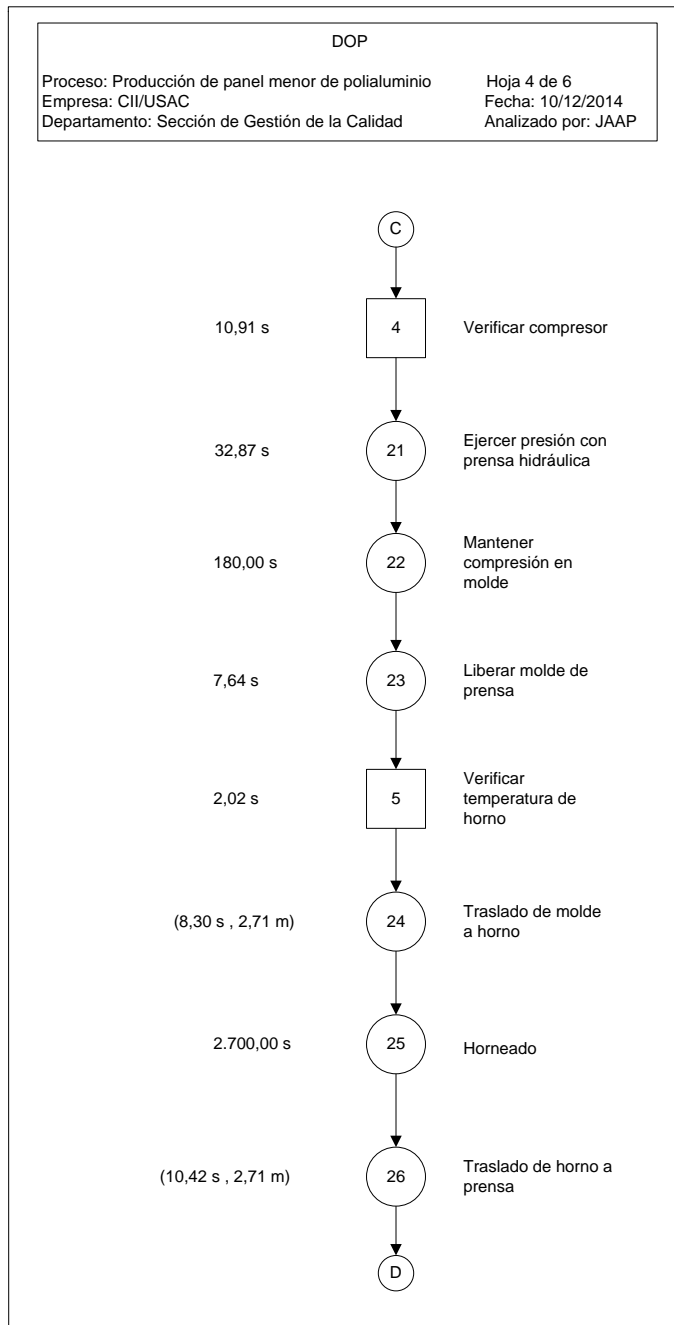 DOP
Proceso: Producción de panel menor de polialuminio Hoja 4 de 6
Empresa: CII/USAC Fecha: 10/12/2014
Departamento: Sección de Gestión de la Calidad Analizado por: JAAP
C
10,91 s 4 Verificar compresor
32,87 s 21 Ejercer presión con
prensa hidráulica
180,00 s 22 Mantener
compresión en
molde
7,64 s 23 Liberar molde de
prensa
2,02 s 5 Verificar
temperatura de
horno
(8,30 s , 2,71 m) 24 Traslado de molde
a horno
2.700,00 s 25 Horneado
(10,42 s , 2,71 m) 26 Traslado de horno a
prensa
D